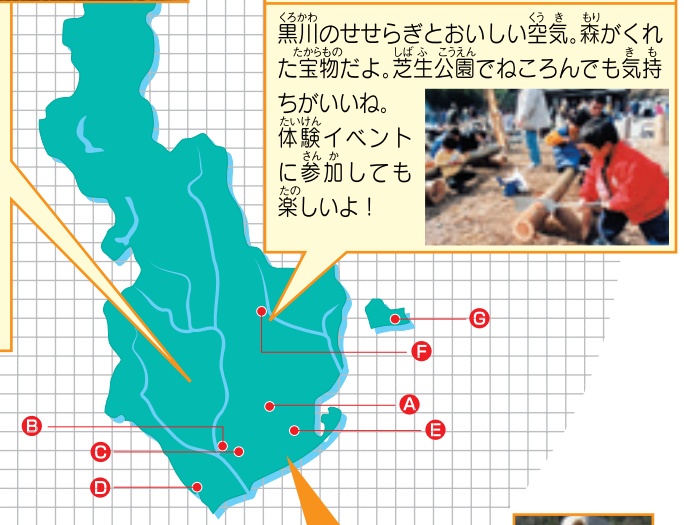 黒川のせせらぎとおいしい空気。森がくれ
た宝物だよ。芝生公園でねころんでも気持
ちがいいね。
体験イベント
に参加しても
楽しいよ！
G
F
A
B
E
C
D